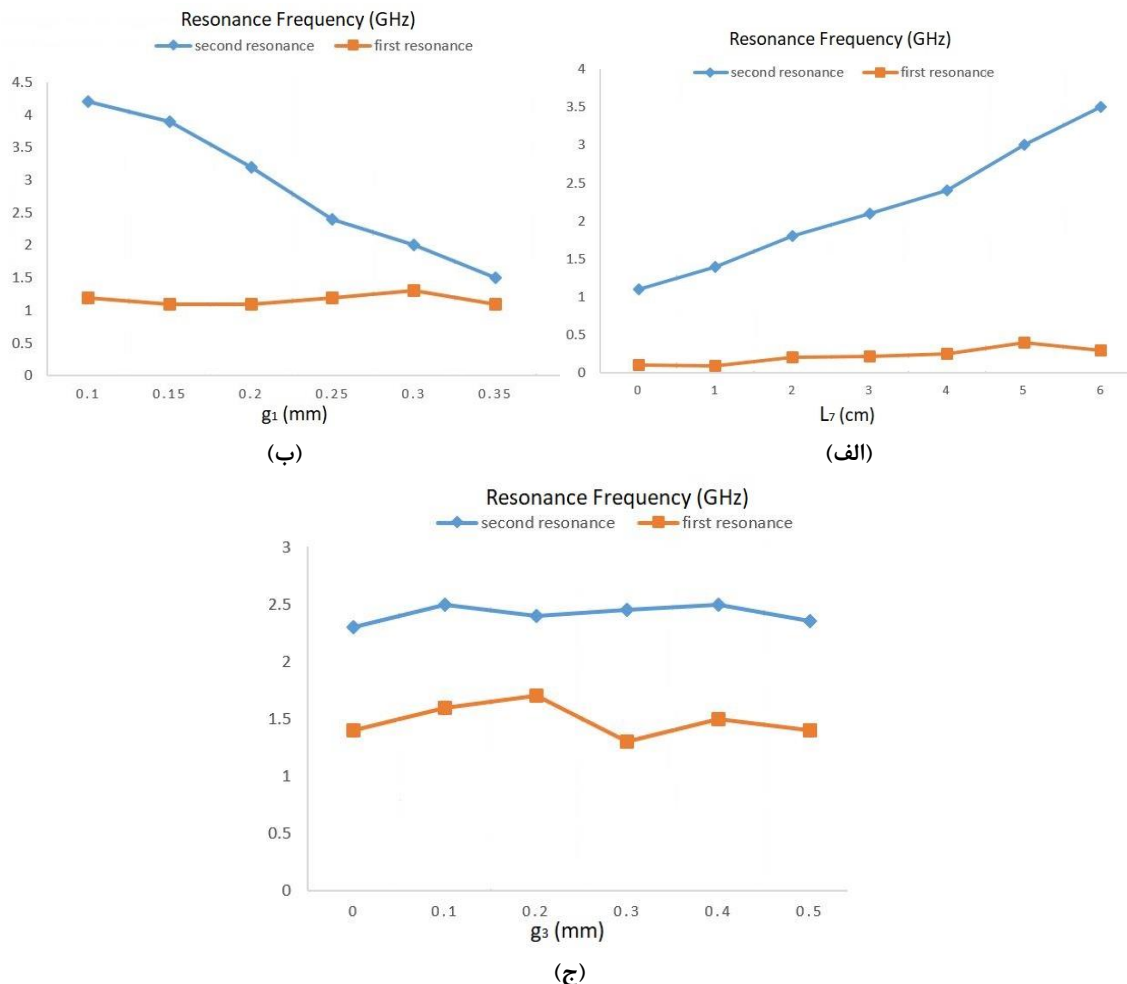 Resonance Frequency (GHz)
second resonance first resonance
4.5
4
3.5
3
2.5
2
1.5
1
0.5
0
0.1 0.15 0.2 0.25 0.3 0.35
g₁ (mm)
(ب)
Resonance Frequency (GHz)
second resonance first resonance
4
3.5
3
2.5
2
1.5
1
0.5
0
0 1 2 3 4 5 6
L₇ (cm)
(الف)
Resonance Frequency (GHz)
second resonance first resonance
3
2.5
2
1.5
1
0.5
0
0 0.1 0.2 0.3 0.4 0.5
g₃ (mm)
(ج)